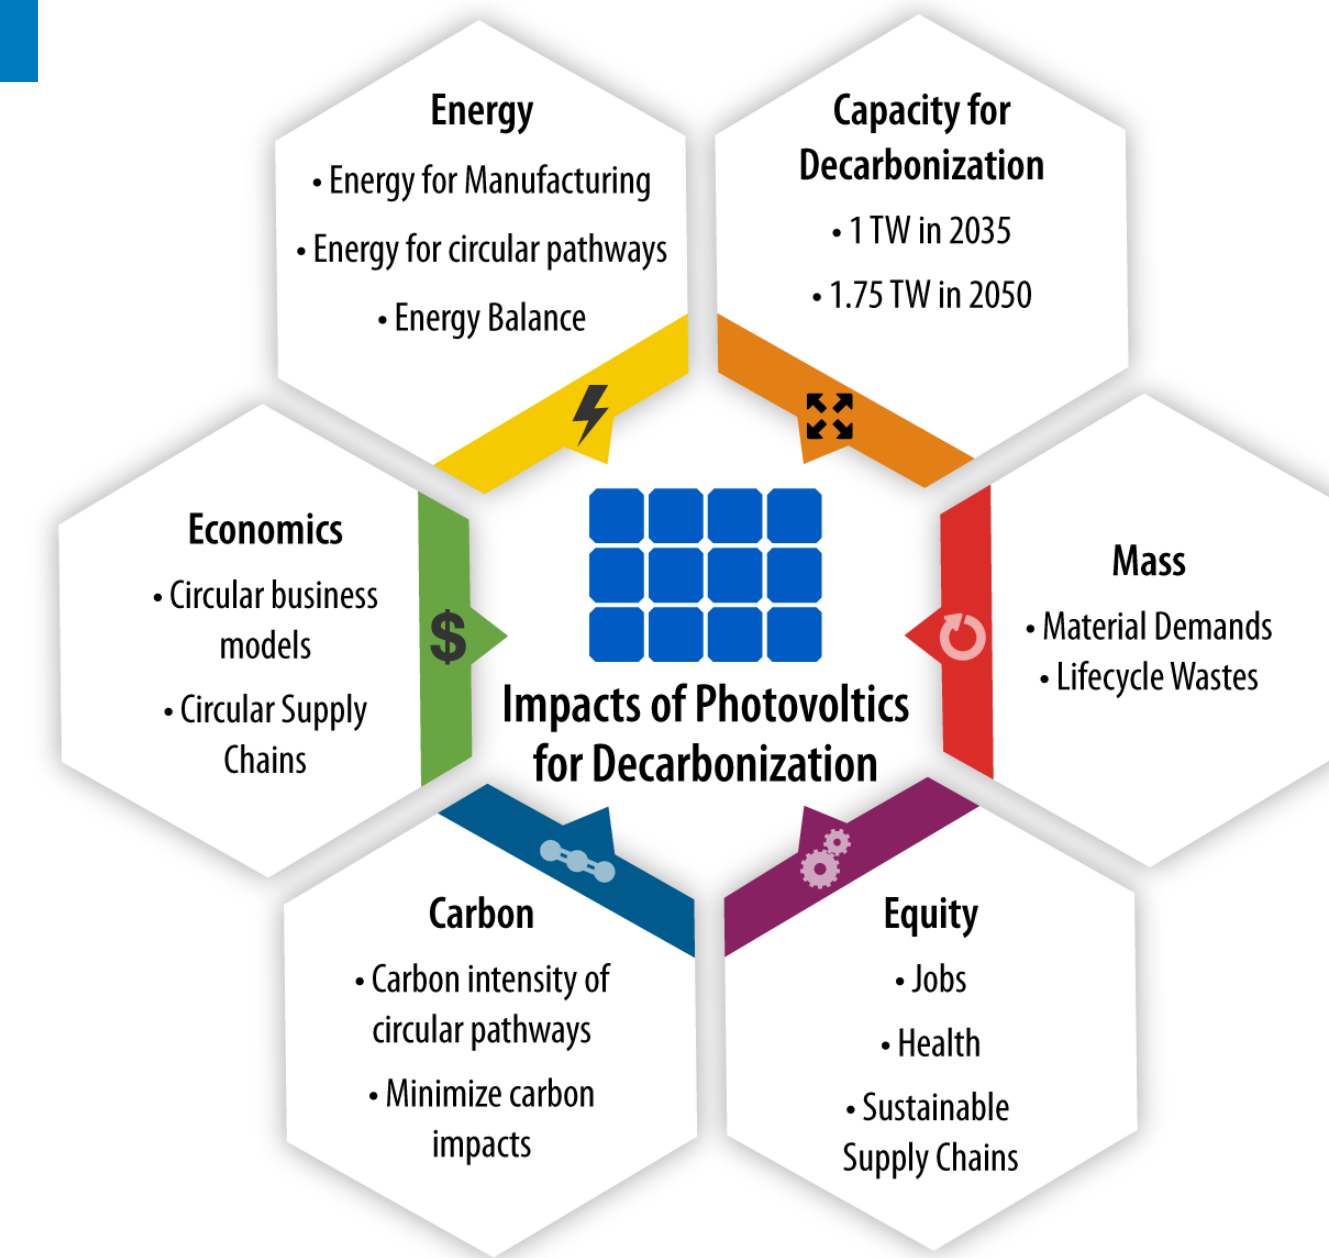 Energy
• Energy for Manufacturing
• Energy for circular pathways
• Energy Balance
Capacity for
Decarbonization
• 1 TW in 2035
• 1.75 TW in 2050
Economics
• Circular business
models
• Circular Supply
Chains
$
Impacts of Photovoltics
for Decarbonization
Mass
• Material Demands
• Lifecycle Wastes
Carbon
• Carbon intensity of
circular pathways
• Minimize carbon
impacts
Equity
• Jobs
• Health
• Sustainable
Supply Chains